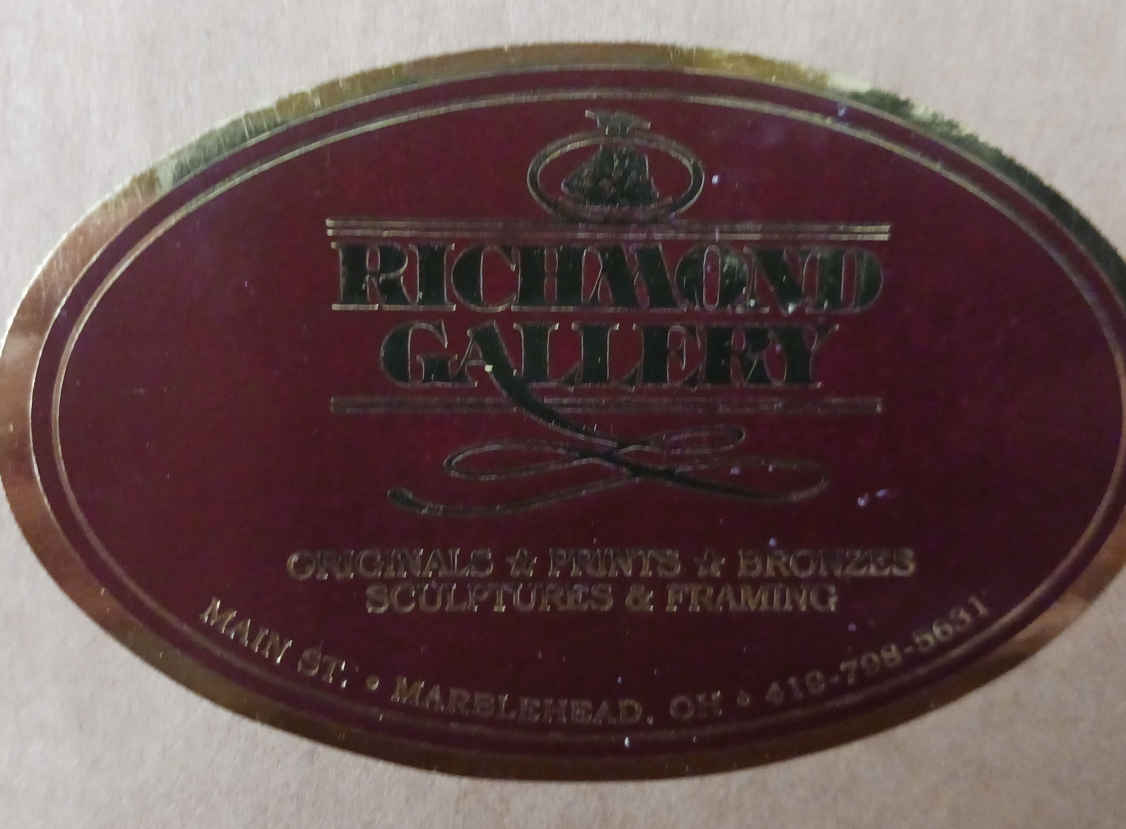 RICHMOND
GALLERY
ORIGINALS ☆ PRINTS ☆ BRONZES
SCULPTURES & FRAMING
MAIN ST. • MARBLEHEAD, OH • 419-798-5631